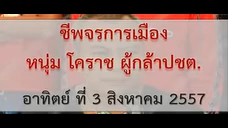 ชีพจรการเมือง
หนุ่ม โคราช ผู้กล้าปชต.
อาทิตย์ ที่ 3 สิงหาคม 2557